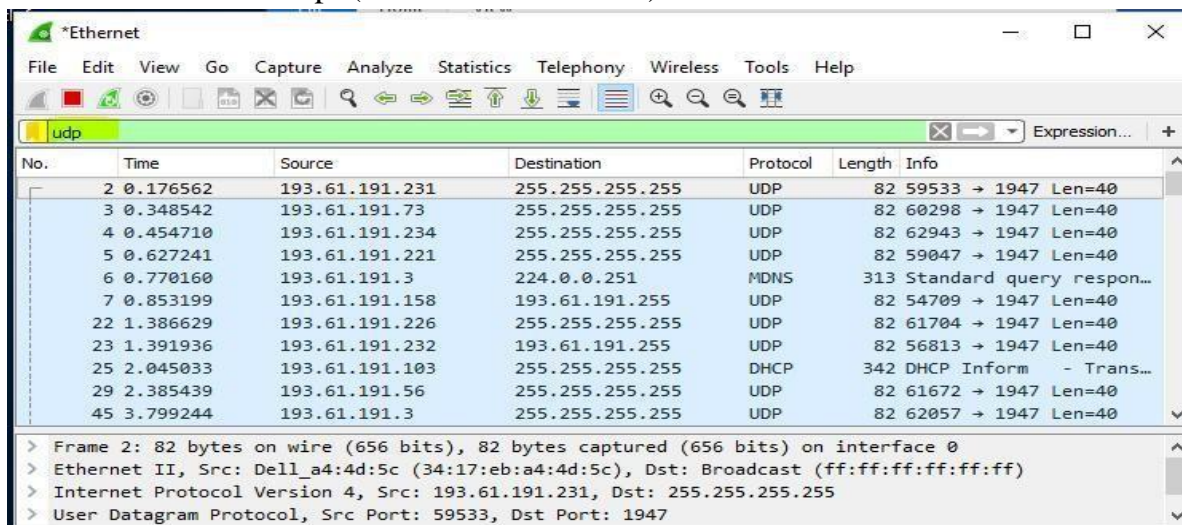 *Ethernet
File Edit View Go Capture Analyze Statistics Telephony Wireless Tools Help
udp Expression... +
No. Time Source Destination Protocol Length Info
2 0.176562 193.61.191.231 255.255.255.255 UDP 82 59533 → 1947 Len=40
3 0.348542 193.61.191.73 255.255.255.255 UDP 82 60298 → 1947 Len=40
4 0.454710 193.61.191.234 255.255.255.255 UDP 82 62943 → 1947 Len=40
5 0.627241 193.61.191.221 255.255.255.255 UDP 82 59047 → 1947 Len=40
6 0.770160 193.61.191.3 224.0.0.251 MDNS 313 Standard query respon...
7 0.853199 193.61.191.158 193.61.191.255 UDP 82 54709 → 1947 Len=40
22 1.386629 193.61.191.226 255.255.255.255 UDP 82 61704 → 1947 Len=40
23 1.391936 193.61.191.232 193.61.191.255 UDP 82 56813 → 1947 Len=40
25 2.045033 193.61.191.103 255.255.255.255 DHCP 342 DHCP Inform - Trans...
29 2.385439 193.61.191.56 255.255.255.255 UDP 82 61672 → 1947 Len=40
45 3.799244 193.61.191.3 255.255.255.255 UDP 82 62057 → 1947 Len=40
> Frame 2: 82 bytes on wire (656 bits), 82 bytes captured (656 bits) on interface 0
> Ethernet II, Src: Dell_a4:4d:5c (34:17:eb:a4:4d:5c), Dst: Broadcast (ff:ff:ff:ff:ff:ff)
> Internet Protocol Version 4, Src: 193.61.191.231, Dst: 255.255.255.255
> User Datagram Protocol, Src Port: 59533, Dst Port: 1947